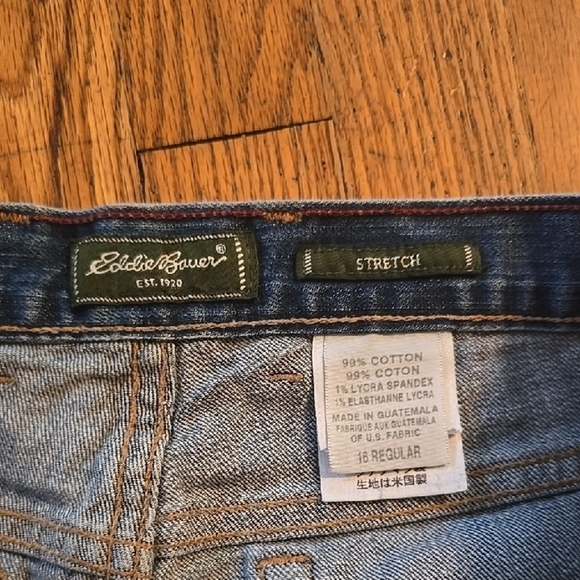 Eddie Bauer®
EST. 1920
STRETCH
99% COTTON
99% COTON
1% LYCRA SPANDEX
1% ELASTHANNE LYCRA
MADE IN GUATEMALA
FABRIQUE AUX GUATEMALA
OF U.S. FABRIC
16 REGULAR
生地は米国製